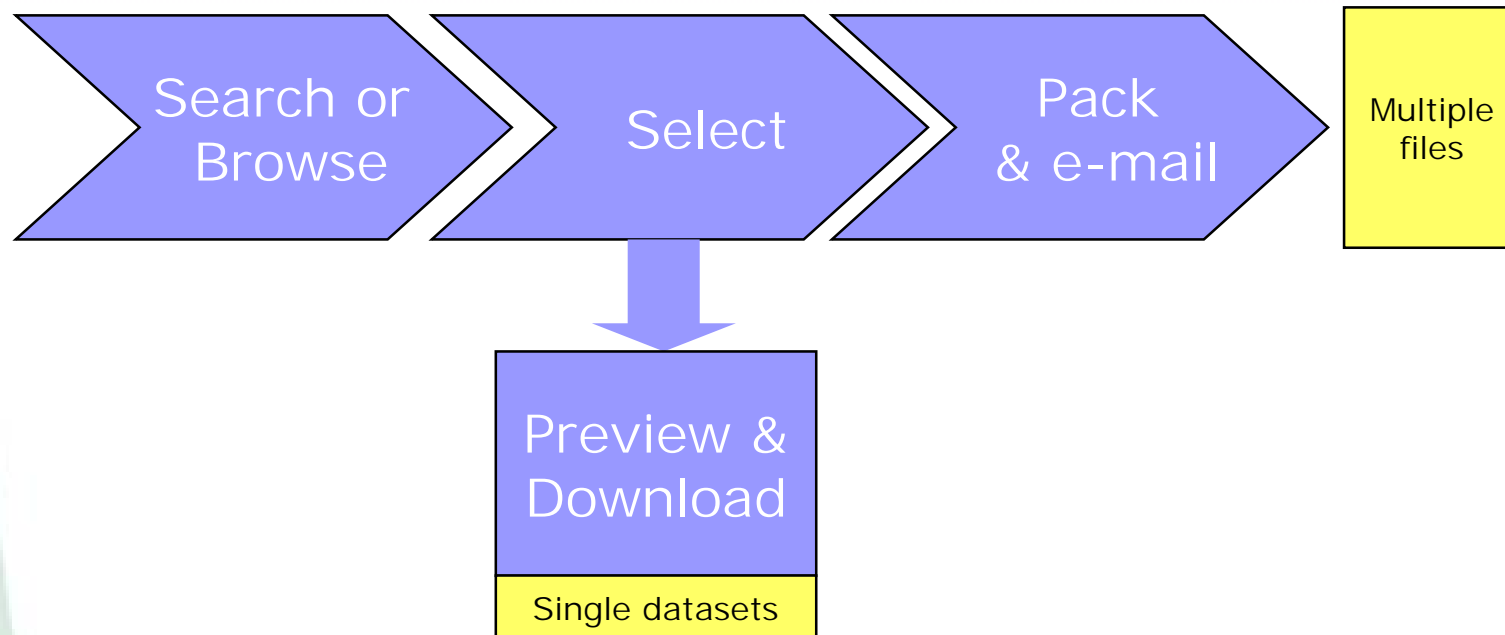 Search or
Browse
Select
Pack
& e-mail
Multiple
files
Preview &
Download
Single datasets